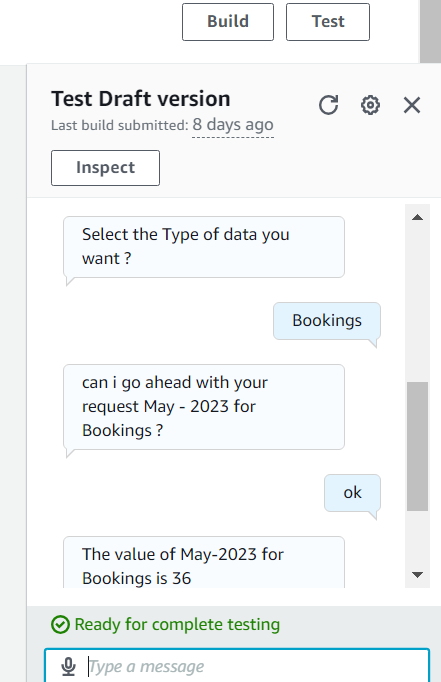 Build Test
Test Draft version
Last build submitted: 8 days ago
Inspect
Select the Type of data you
want ?
Bookings
can i go ahead with your
request May - 2023 for
Bookings ?
ok
The value of May-2023 for
Bookings is 36
Ready for complete testing
Type a message